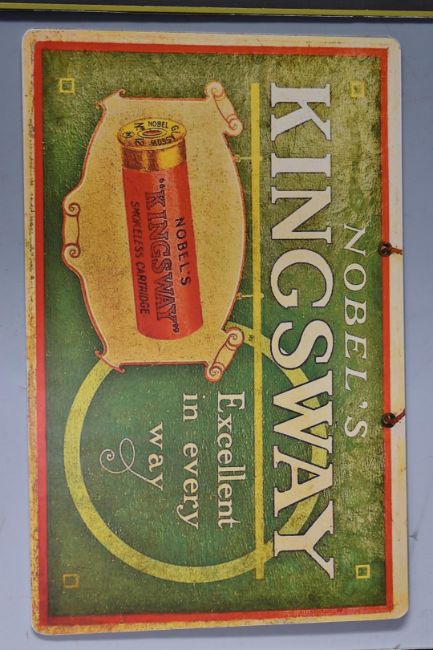 NOBEL'S
KINGSWAY
NOBEL'S
"KINGSWAY"
SMOKELESS CARTRIDGE
Excellent
in every
way